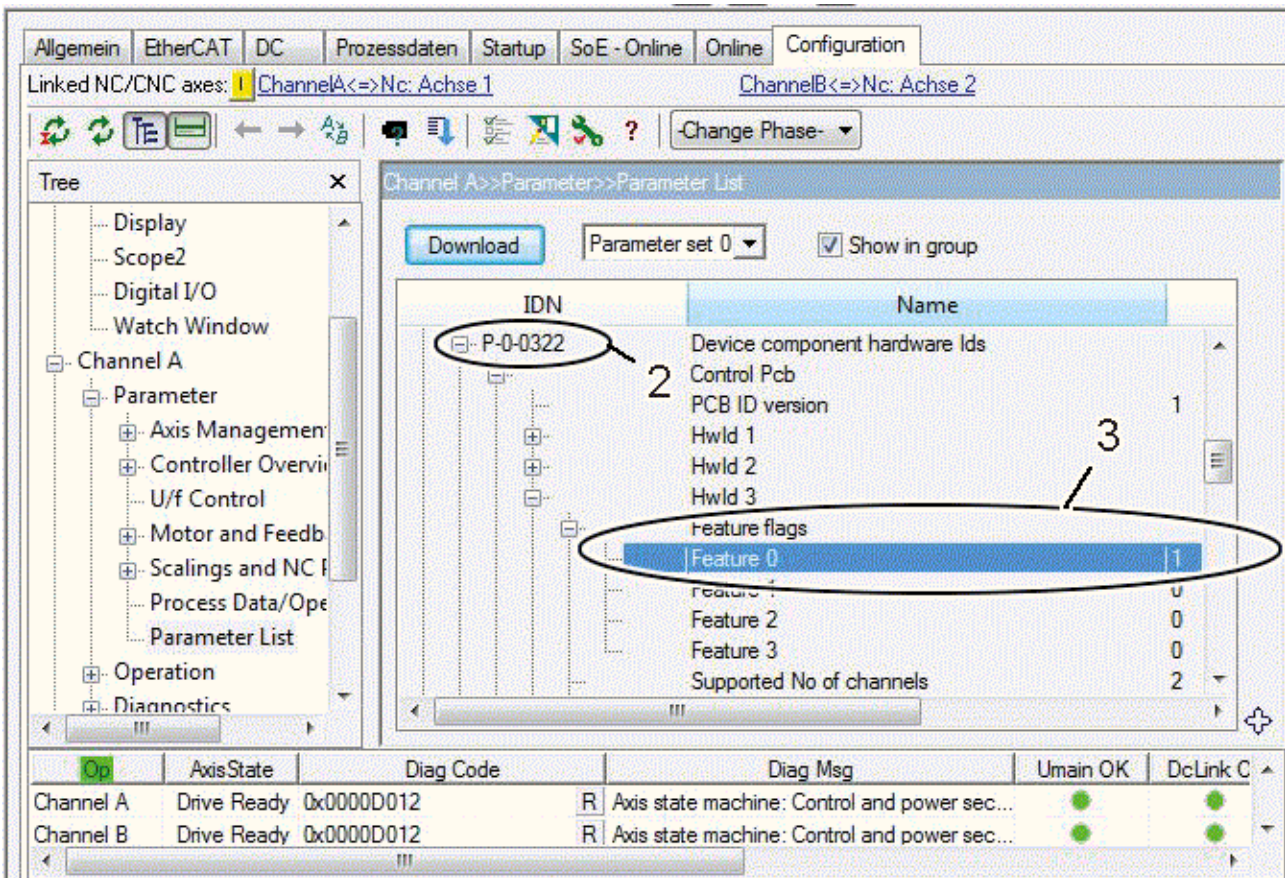 Allgemein EtherCAT DC Prozessdaten Startup SoE - Online Online Configuration
Linked NC/CNC axes: I ChannelA<=>Nc: Achse 1 ChannelB<=>Nc: Achse 2
TE ? -Change Phase-
Tree Channel A>>Parameter>>Parameter List
Display
Scope2
Digital I/O
Watch Window
Channel A
Parameter
Axis Managemen
Controller Overvi
U/f Control
Motor and Feedb
Scalings and NC
Process Data/Ope
Parameter List
Operation
Diagnostics
Download Parameter set 0 Show in group
IDN Name
P-0-0322 Device component hardware Ids
2
Control Pcb
PCB ID version 1
HwId 1
3
HwId 2
HwId 3
Feature flags
Feature 0 1
Feature 1 0
Feature 2 0
Feature 3 0
Supported No of channels 2
Op AxisState Diag Code Diag Msg Umain OK DcLink
Channel A Drive Ready 0x0000D012 R Axis state machine: Control and power sec...
Channel B Drive Ready 0x0000D012 R Axis state machine: Control and power sec...